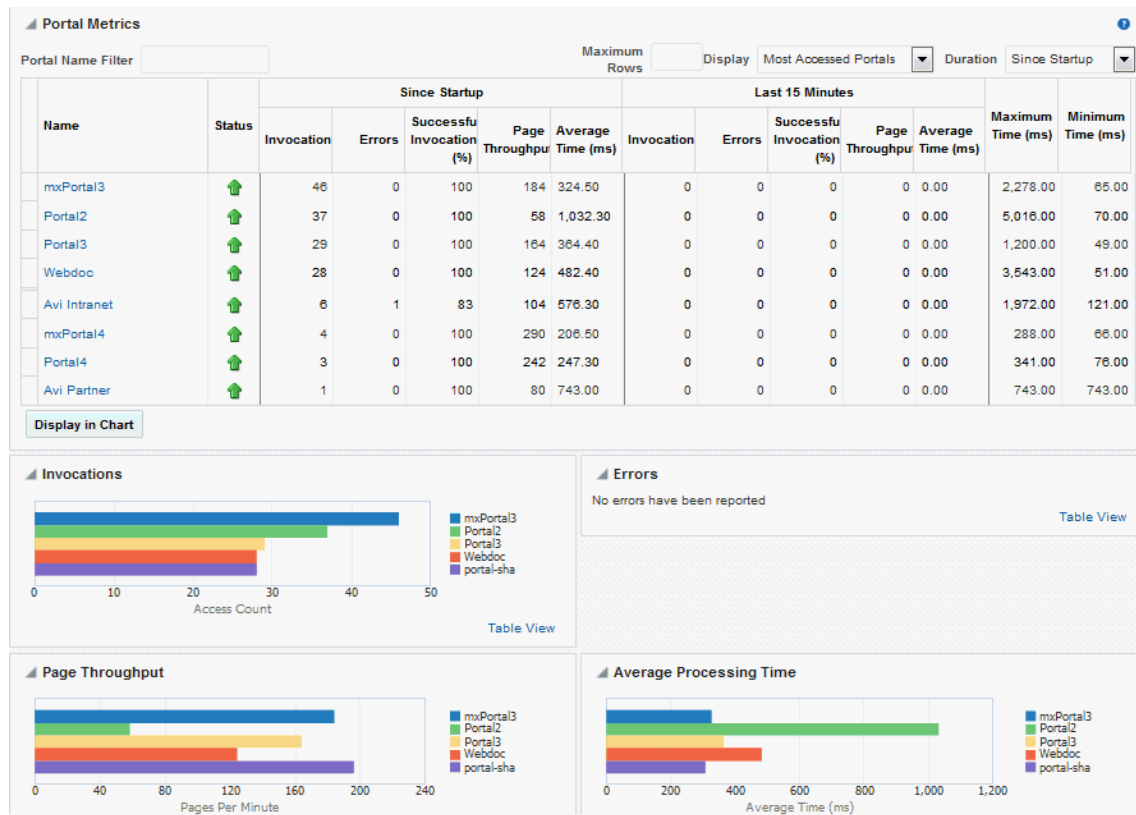 Portal Metrics
Portal Name Filter Maximum Rows Display Most Accessed Portals Duration Since Startup
Since Startup Last 15 Minutes
Name Status Invocation Errors Successfu Invocation (%) Page Throughput Average Time (ms) Invocation Errors Successfu Invocation (%) Page Throughput Average Time (ms) Maximum Time (ms) Minimum Time (ms)
mxPortal3 46 0 100 184 324.50 0 0 0 0 0.00 2,278.00 65.00
Portal2 37 0 100 58 1,032.30 0 0 0 0 0.00 5,016.00 70.00
Portal3 29 0 100 164 364.40 0 0 0 0 0.00 1,200.00 49.00
Webdoc 28 0 100 124 482.40 0 0 0 0 0.00 3,543.00 51.00
Avi Intranet 6 1 83 104 576.30 0 0 0 0 0.00 1,972.00 121.00
mxPortal4 4 0 100 290 206.50 0 0 0 0 0.00 288.00 66.00
Portal4 3 0 100 242 247.30 0 0 0 0 0.00 341.00 76.00
Avi Partner 1 0 100 80 743.00 0 0 0 0 0.00 743.00 743.00
Display in Chart
Invocations
mxPortal3
Portal2
Portal3
Webdoc
portal-sha
0 10 20 30 40 50
Access Count
Table View
Errors
No errors have been reported
Table View
Page Throughput
mxPortal3
Portal2
Portal3
Webdoc
portal-sha
0 40 80 120 160 200 240
Pages Per Minute
Average Processing Time
mxPortal3
Portal2
Portal3
Webdoc
portal-sha
0 200 400 600 800 1,000 1,200
Average Time (ms)